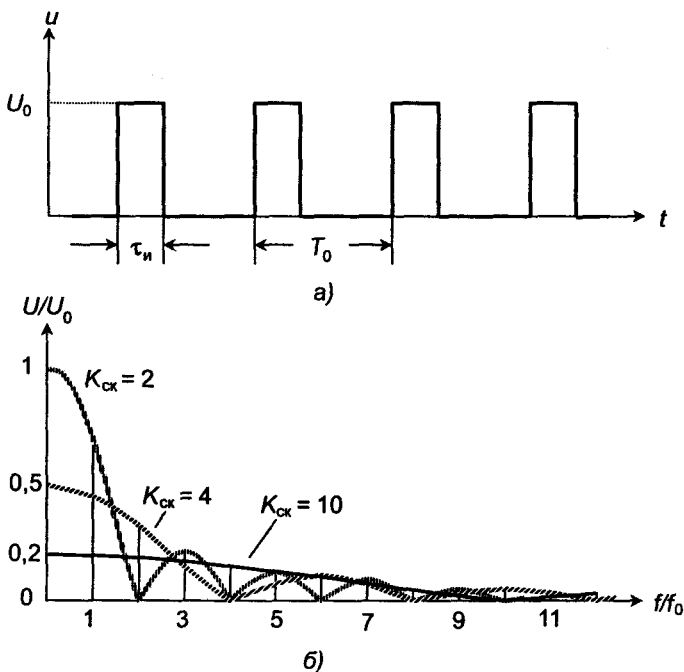 u
U₀
t
τи
T₀
а)
U/U₀
1
Kск = 2
0,5
Kск = 4
Kск = 10
0,2
0
1 3 5 7 9 11
f/f₀
б)